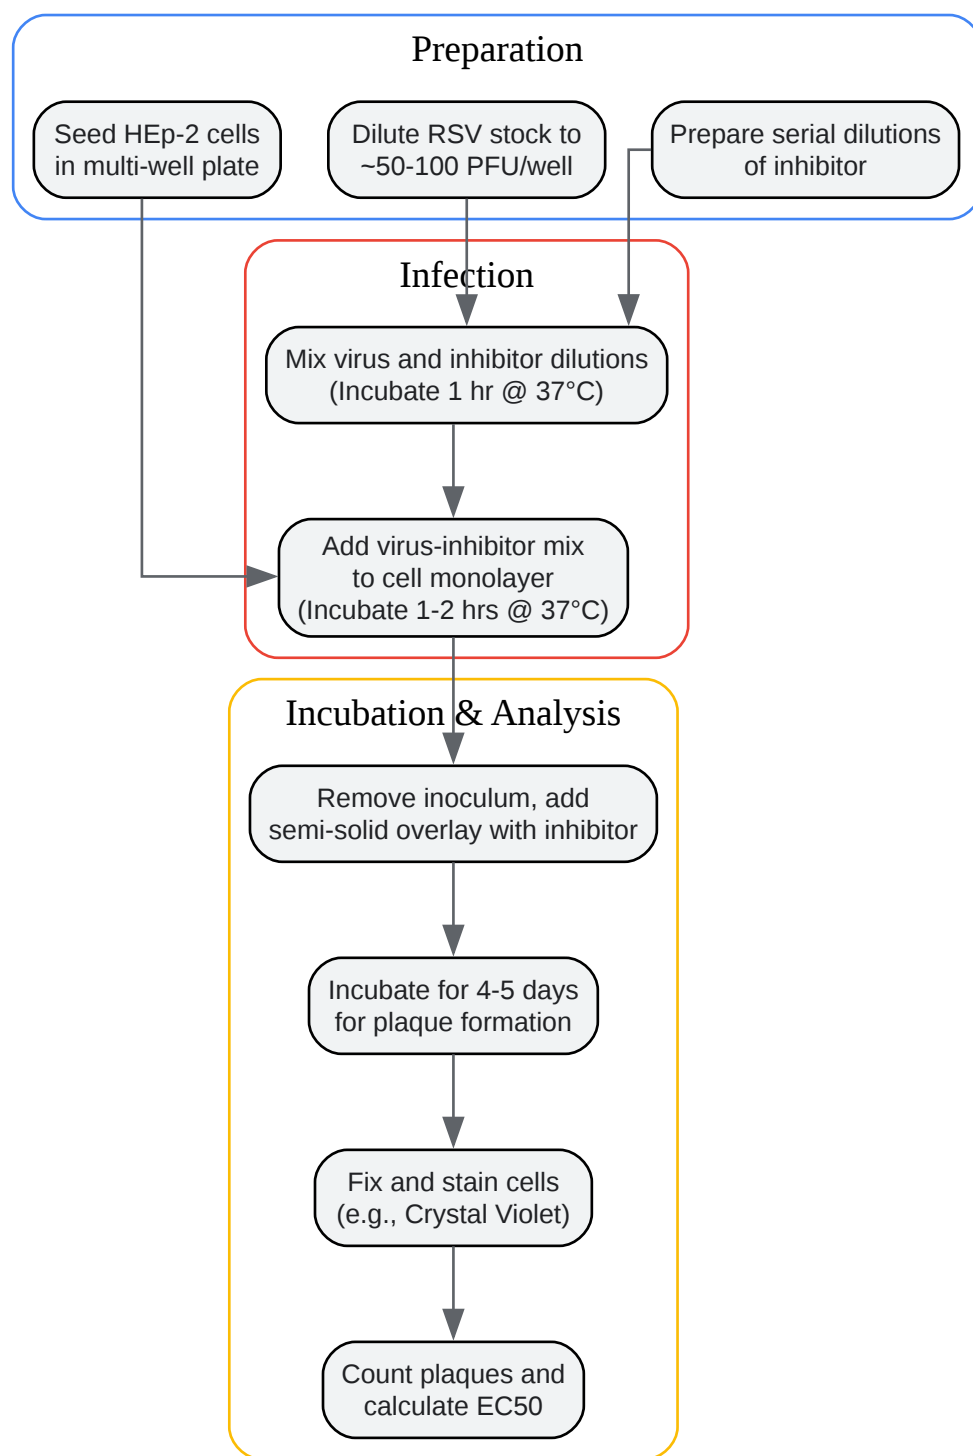 Preparation
Seed HEp-2 cells
in multi-well plate
Dilute RSV stock to
~50-100 PFU/well
Prepare serial dilutions
of inhibitor
Infection
Mix virus and inhibitor dilutions
(Incubate 1 hr @ 37°C)
Add virus-inhibitor mix
to cell monolayer
(Incubate 1-2 hrs @ 37°C)
Incubation & Analysis
Remove inoculum, add
semi-solid overlay with inhibitor
Incubate for 4-5 days
for plaque formation
Fix and stain cells
(e.g., Crystal Violet)
Count plaques and
calculate EC50